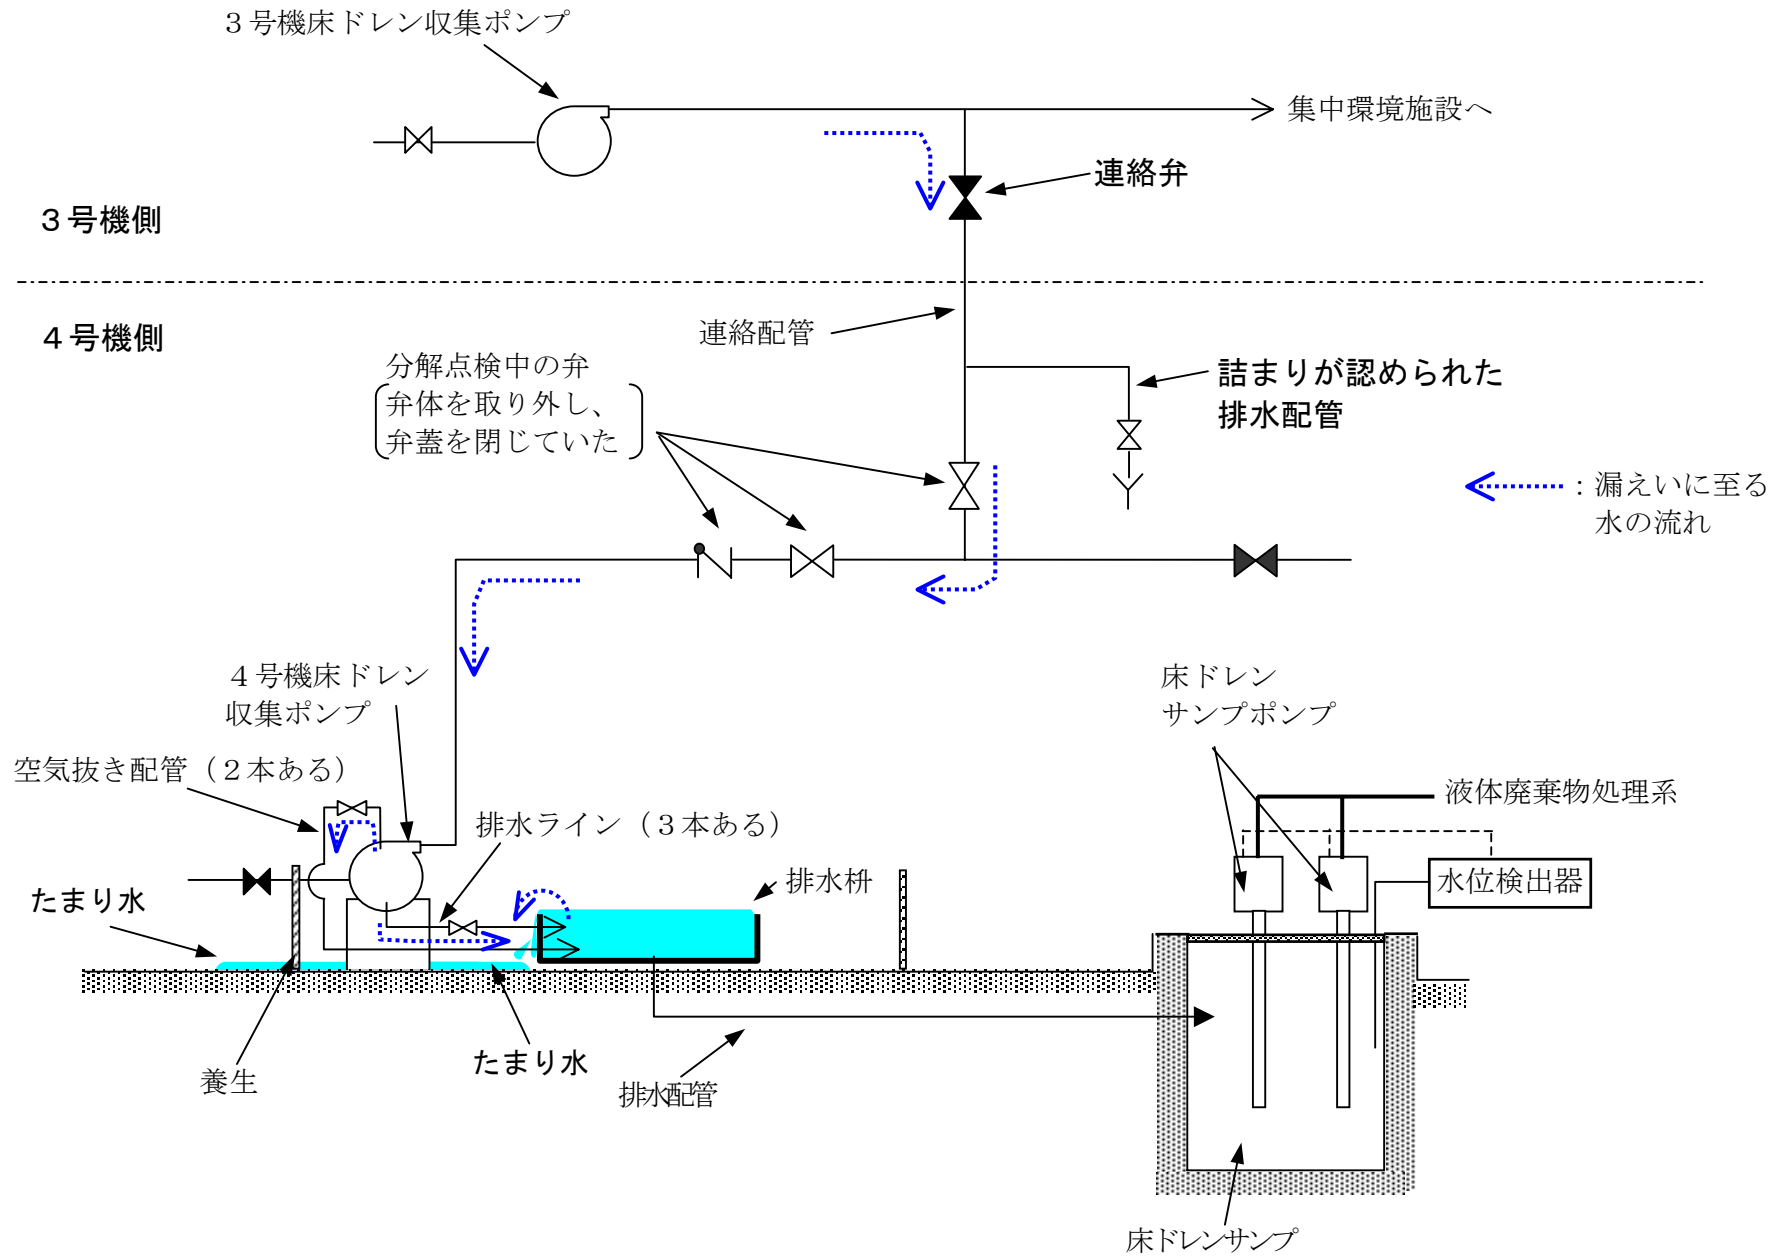 ３号機床ドレン収集ポンプ
集中環境施設へ
連絡弁
３号機側
４号機側
連絡配管
分解点検中の弁
弁体を取り外し、
弁蓋を閉じていた
詰まりが認められた
排水配管
：漏えいに至る
水の流れ
４号機床ドレン
収集ポンプ
床ドレン
サンプポンプ
空気抜き配管（２本ある）
液体廃棄物処理系
排水ライン（３本ある）
排水枡
水位検出器
たまり水
たまり水
養生
排水配管
床ドレンサンプ